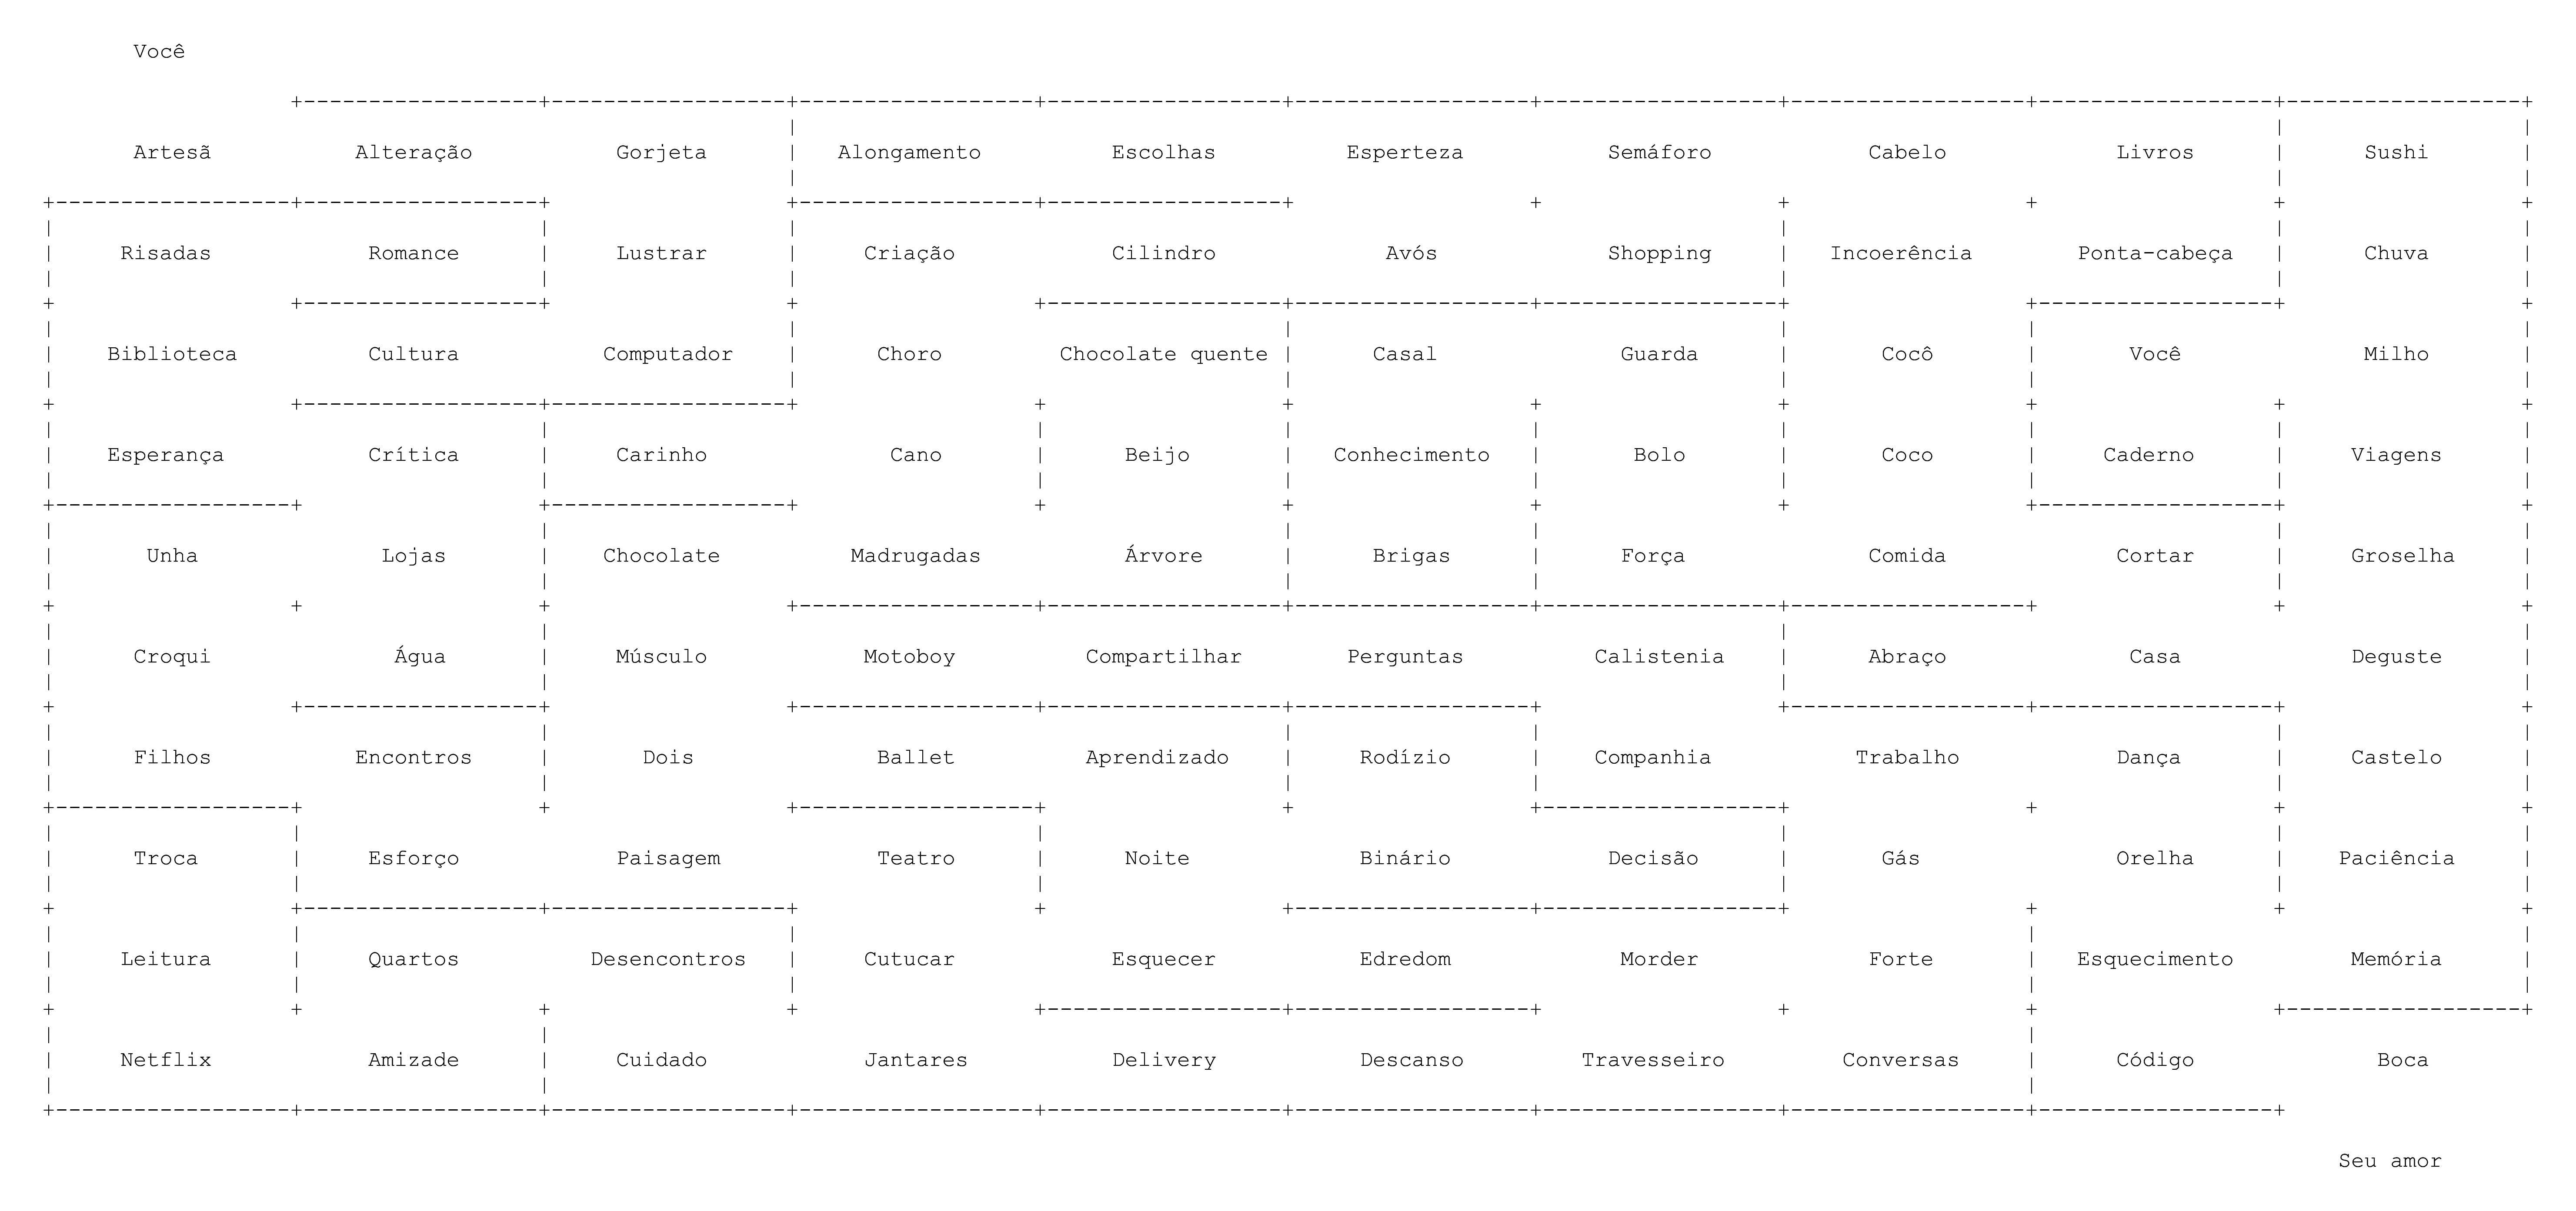 Você
Artesã Alteração Gorjeta Alongamento Escolhas Esperteza Semáforo Cabelo Livros Sushi
Risadas Romance Lustrar Criação Cilindro Avós Shopping Incoerência Ponta-cabeça Chuva
Biblioteca Cultura Computador Choro Chocolate quente Casal Guarda Cocô Você Milho
Esperança Crítica Carinho Cano Beijo Conhecimento Bolo Coco Caderno Viagens
Unha Lojas Chocolate Madrugadas Árvore Brigas Força Comida Cortar Groselha
Croqui Água Músculo Motoboy Compartilhar Perguntas Calistenia Abraço Casa Deguste
Filhos Encontros Dois Ballet Aprendizado Rodízio Companhia Trabalho Dança Castelo
Troca Esforço Paisagem Teatro Noite Binário Decisão Gás Orelha Paciência
Leitura Quartos Desencontros Cutucar Esquecer Edredom Morder Forte Esquecimento Memória
Netflix Amizade Cuidado Jantares Delivery Descanso Travesseiro Conversas Código Boca
Seu amor